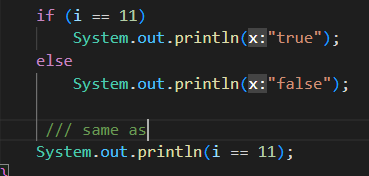 if (i == 11)
System.out.println(x:"true");
else
System.out.println(x:"false");
/// same as
System.out.println(i == 11);
}